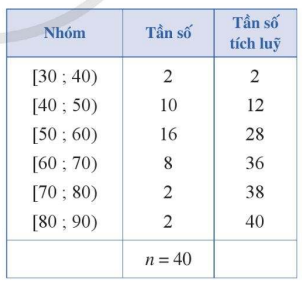 Nhóm Tần số Tần số tích luỹ
[30 ; 40) 2 2
[40 ; 50) 10 12
[50 ; 60) 16 28
[60 ; 70) 8 36
[70 ; 80) 2 38
[80 ; 90) 2 40
n = 40